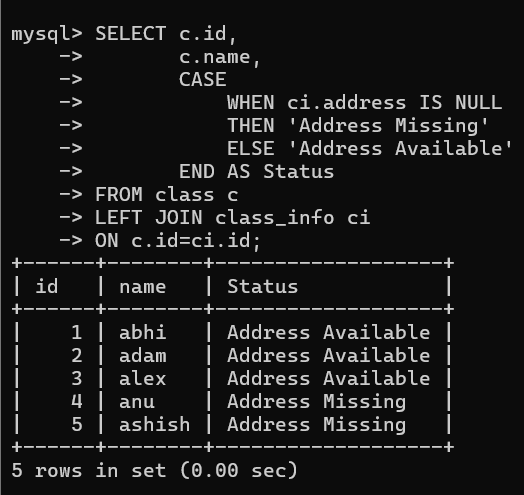 mysql> SELECT c.id,
    ->        c.name,
    ->        CASE
    ->            WHEN ci.address IS NULL
    ->            THEN 'Address Missing'
    ->            ELSE 'Address Available'
    ->        END AS Status
    -> FROM class c
    -> LEFT JOIN class_info ci
    -> ON c.id=ci.id;
+------+--------+-------------------+
| id   | name   | Status            |
+------+--------+-------------------+
|    1 | abhi   | Address Available |
|    2 | adam   | Address Available |
|    3 | alex   | Address Available |
|    4 | anu    | Address Missing   |
|    5 | ashish | Address Missing   |
+------+--------+-------------------+
5 rows in set (0.00 sec)